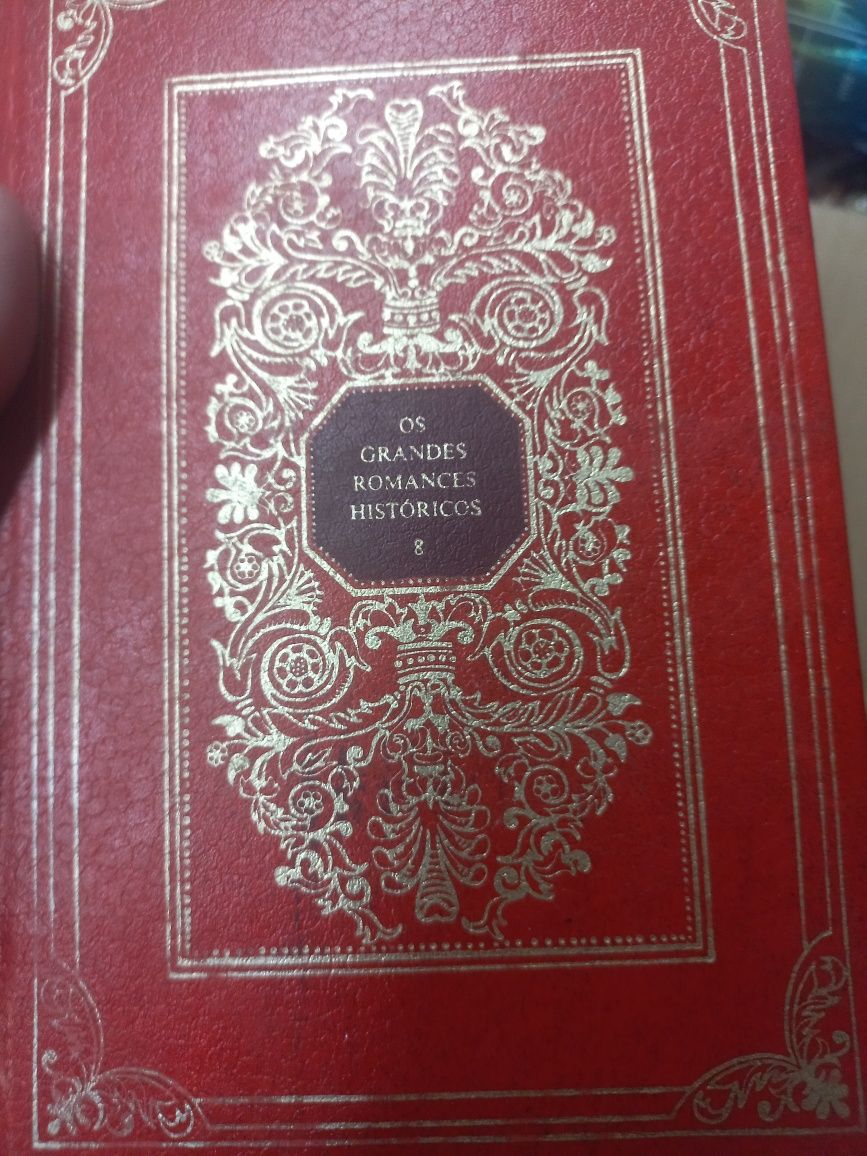 OS
GRANDES
ROMANCES
HISTÓRICOS
8